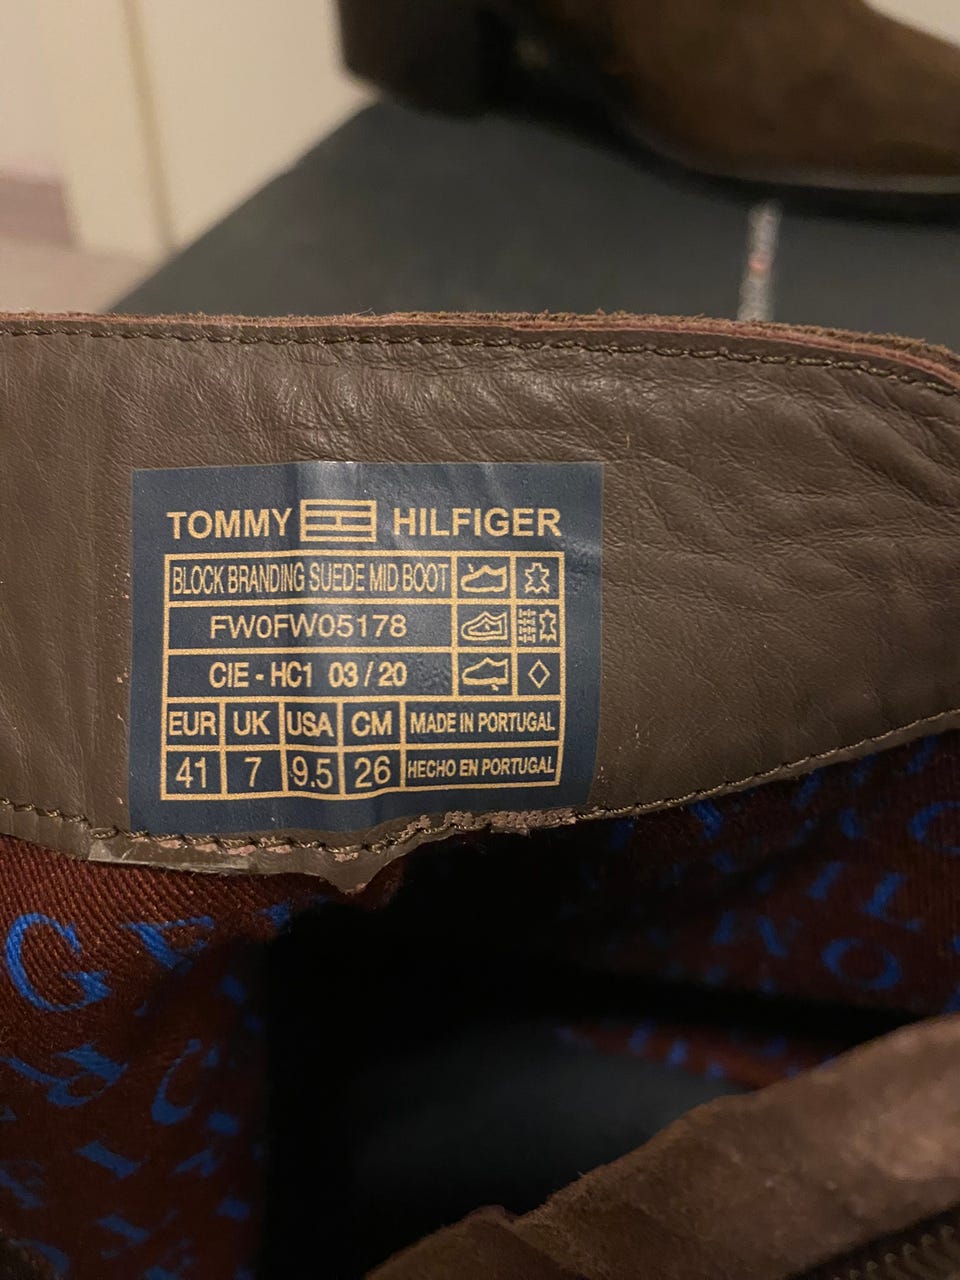 TOMMY HILFIGER
BLOCK BRANDING SUEDE MID BOOT
FW0FW05178
CIE - HC1 03 / 20
EUR UK USA CM MADE IN PORTUGAL
41 7 9.5 26 HECHO EN PORTUGAL